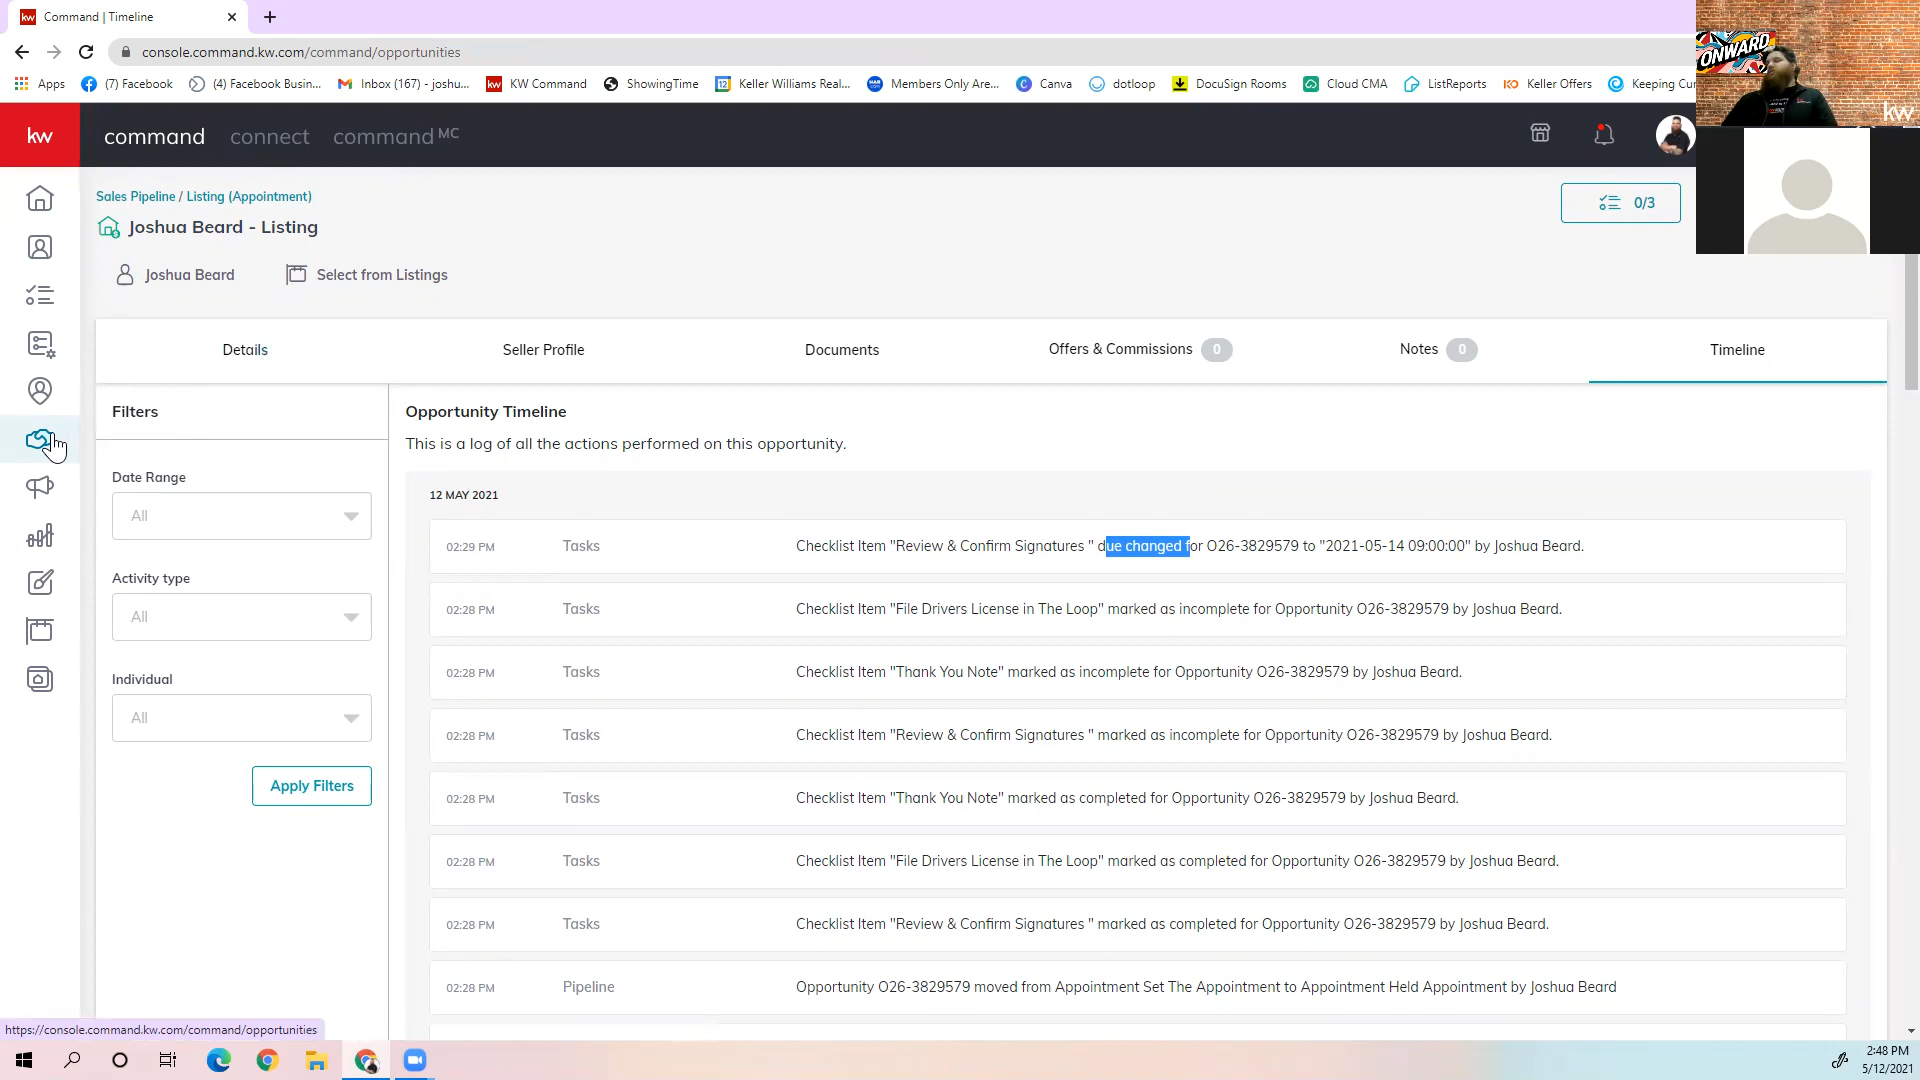 kw Command | Timeline
console.command.kw.com/command/opportunities
Apps (7) Facebook (4) Facebook Busin... Inbox (167) - joshu... KW Command ShowingTime Keller Williams Real... Members Only Are... Canva dotloop DocuSign Rooms Cloud CMA ListReports Keller Offers Keeping Cur
ONWARD
kw
kw command connect command MC
Sales Pipeline / Listing (Appointment)
0/3
Joshua Beard - Listing
Joshua Beard Select from Listings
Details Seller Profile Documents Offers & Commissions 0 Notes 0 Timeline
Filters
Date Range
All
Activity type
All
Individual
All
Apply Filters
Opportunity Timeline
This is a log of all the actions performed on this opportunity.
12 MAY 2021
02:29 PM Tasks Checklist Item "Review & Confirm Signatures " due changed for O26-3829579 to "2021-05-14 09:00:00" by Joshua Beard.
02:28 PM Tasks Checklist Item "File Drivers License in The Loop" marked as incomplete for Opportunity O26-3829579 by Joshua Beard.
02:28 PM Tasks Checklist Item "Thank You Note" marked as incomplete for Opportunity O26-3829579 by Joshua Beard.
02:28 PM Tasks Checklist Item "Review & Confirm Signatures " marked as incomplete for Opportunity O26-3829579 by Joshua Beard.
02:28 PM Tasks Checklist Item "Thank You Note" marked as completed for Opportunity O26-3829579 by Joshua Beard.
02:28 PM Tasks Checklist Item "File Drivers License in The Loop" marked as completed for Opportunity O26-3829579 by Joshua Beard.
02:28 PM Tasks Checklist Item "Review & Confirm Signatures " marked as completed for Opportunity O26-3829579 by Joshua Beard.
02:28 PM Pipeline Opportunity O26-3829579 moved from Appointment Set The Appointment to Appointment Held Appointment by Joshua Beard
https://console.command.kw.com/command/opportunities
2:48 PM
5/12/2021